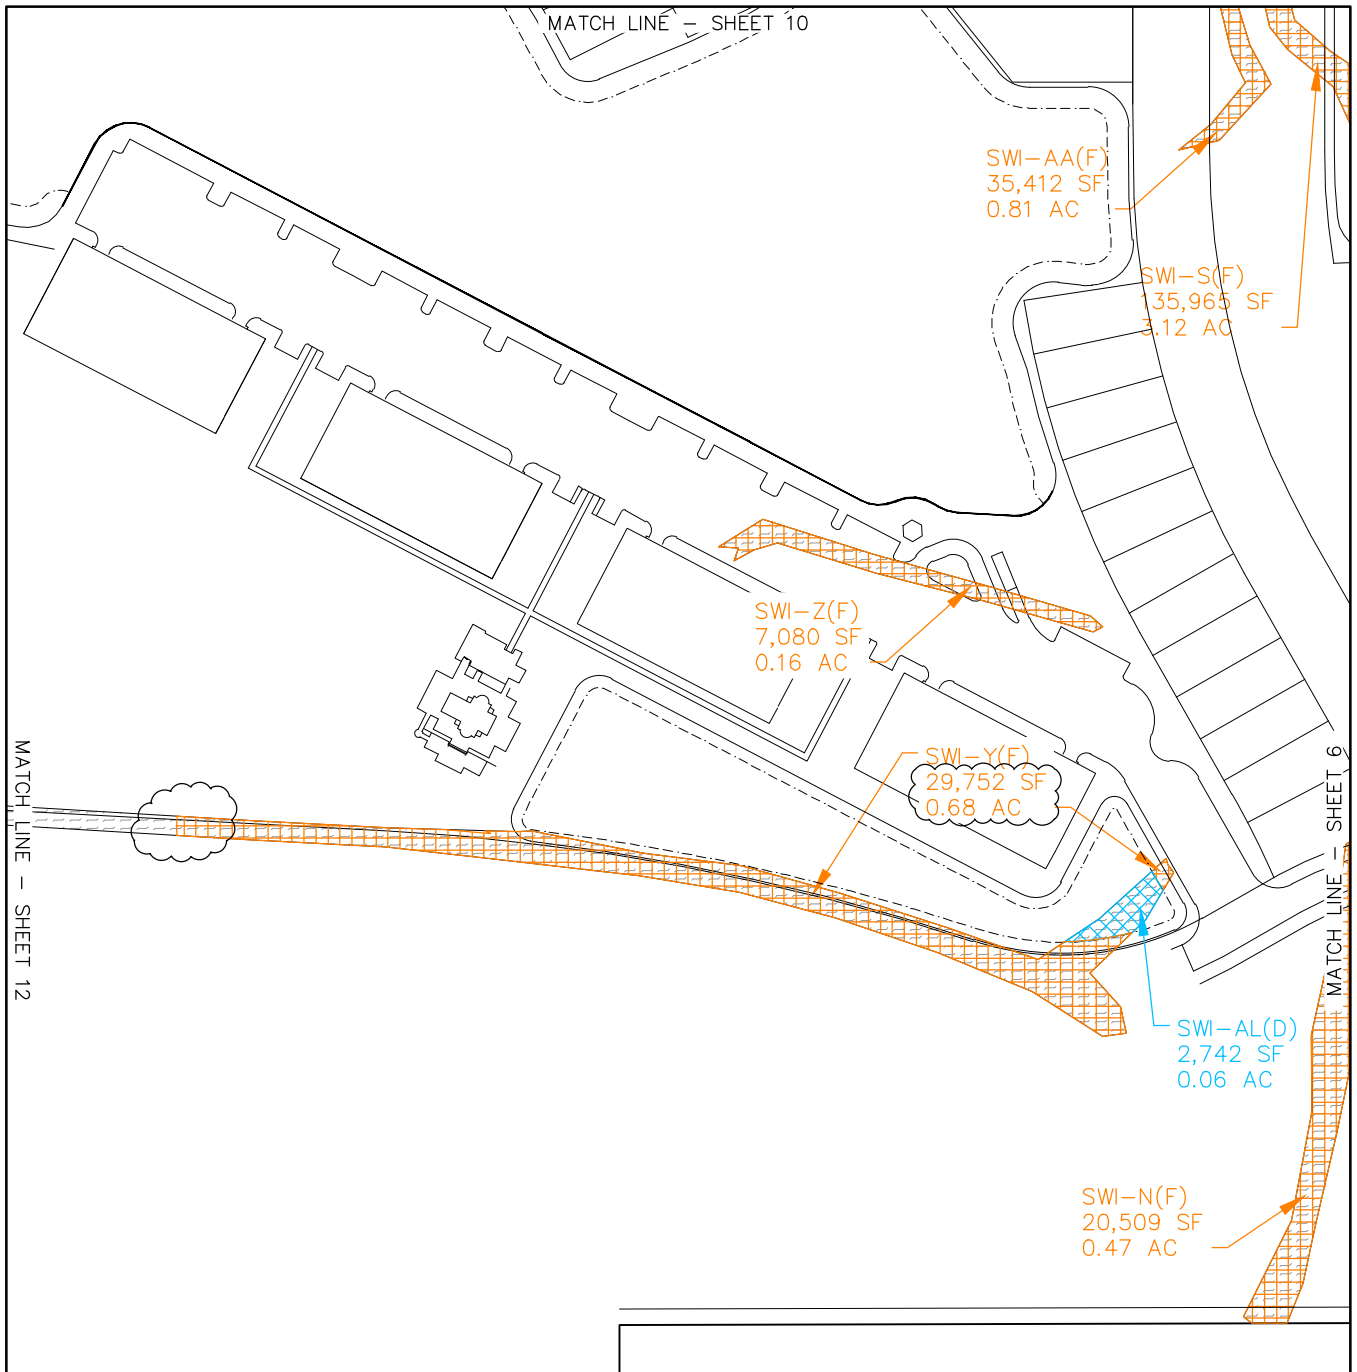 MATCH LINE - SHEET 10
SWI-AA(F)
35,412 SF
0.81 AC
SWI-S(F)
135,965 SF
3.12 AC
SWI-Z(F)
7,080 SF
0.16 AC
SWI-Y(F)
29,752 SF
0.68 AC
MATCH LINE - SHEET 12
MATCH LINE - SHEET 6
SWI-AL(D)
2,742 SF
0.06 AC
SWI-N(F)
20,509 SF
0.47 AC